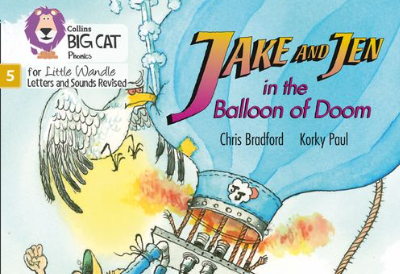 Collins
BIG CAT
Phonics
5
for Little Wandle
Letters and Sounds Revised
JAKE AND JEN
in the
Balloon of Doom
Chris Bradford Korky Paul
JJ